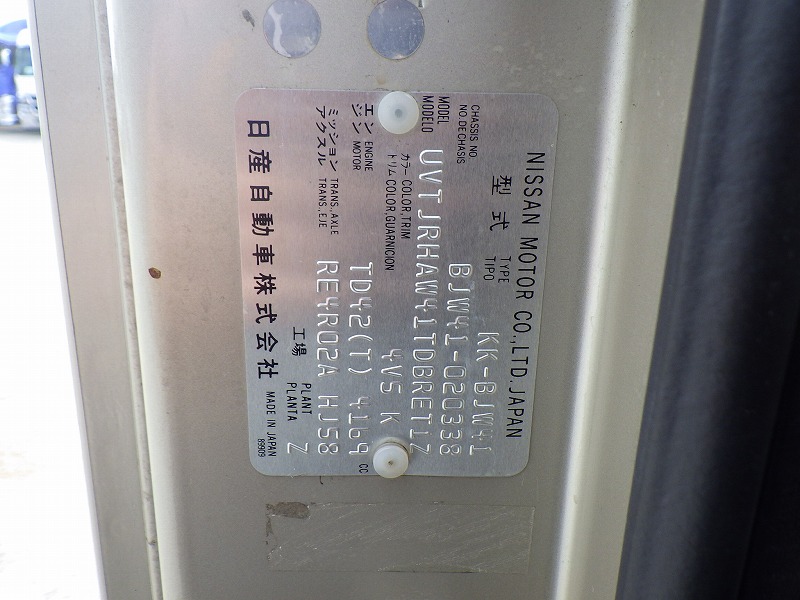 NISSAN MOTOR CO.,LTD. JAPAN
型式 TYPE TIPO KK-BJW41
CHASSIS NO. NO. DE CHASIS BJW41-020338
MODEL MODELO UVTJRHAW41TDBRET1Z
カラー COLOR,TRIM
トリム COLOR,GUARNICION 4V5 K
エンジン ENGINE MOTOR TD42(T) 4169 CC
ミッション TRANS. AXLE
アクスル TRANS. EJE RE4R02A HJ58
工場 PLANT PLANTA Z
日産自動車株式会社 MADE IN JAPAN
89909